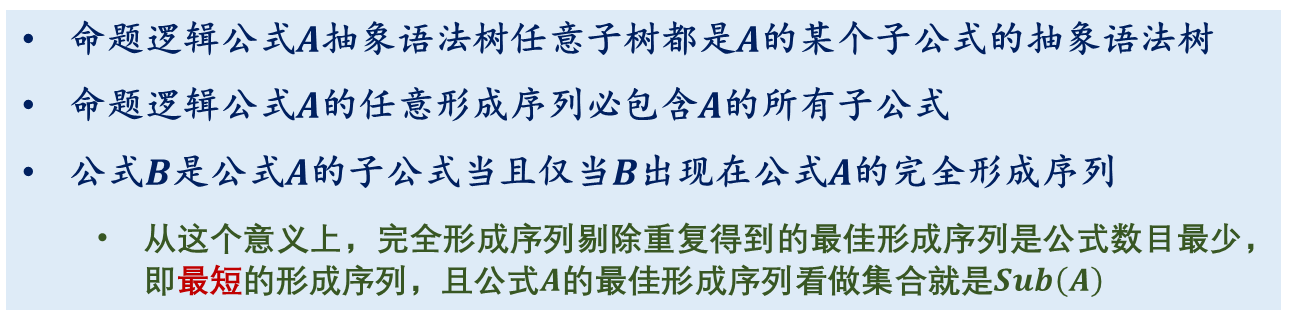 • 命题逻辑公式A抽象语法树任意子树都是A的某个子公式的抽象语法树
• 命题逻辑公式A的任意形成序列必包含A的所有子公式
• 公式B是公式A的子公式当且仅当B出现在公式A的完全形成序列
• 从这个意义上，完全形成序列剔除重复得到的最佳形成序列是公式数目最少，
即最短的形成序列，且公式A的最佳形成序列看做集合就是Sub(A)